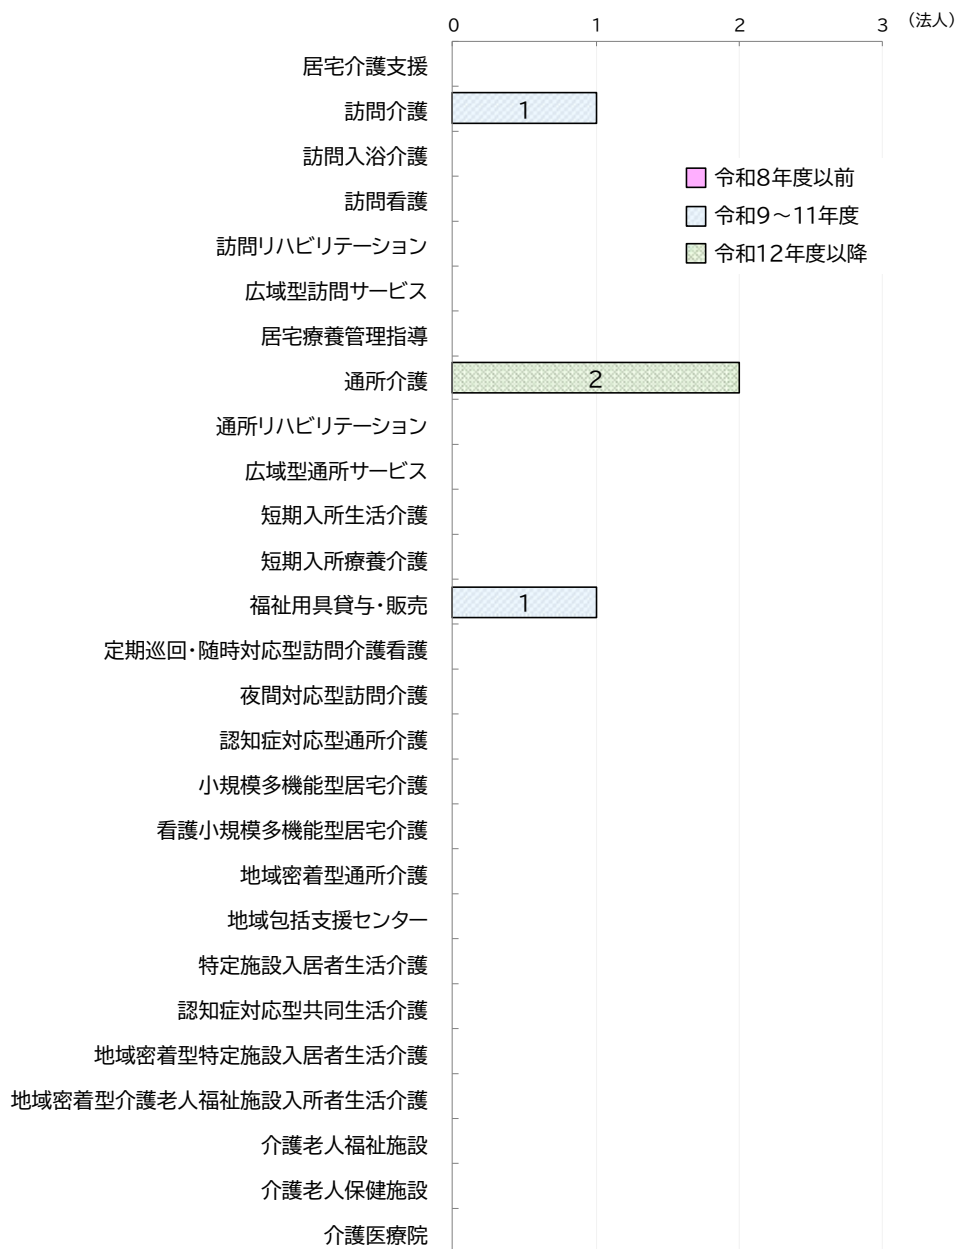 0 1 2 3 （法人）
居宅介護支援
訪問介護 1
訪問入浴介護
令和8年度以前
訪問看護
令和9～11年度
訪問リハビリテーション
令和12年度以降
広域型訪問サービス
居宅療養管理指導
通所介護 2
通所リハビリテーション
広域型通所サービス
短期入所生活介護
短期入所療養介護
福祉用具貸与・販売 1
定期巡回・随時対応型訪問介護看護
夜間対応型訪問介護
認知症対応型通所介護
小規模多機能型居宅介護
看護小規模多機能型居宅介護
地域密着型通所介護
地域包括支援センター
特定施設入居者生活介護
認知症対応型共同生活介護
地域密着型特定施設入居者生活介護
地域密着型介護老人福祉施設入所者生活介護
介護老人福祉施設
介護老人保健施設
介護医療院